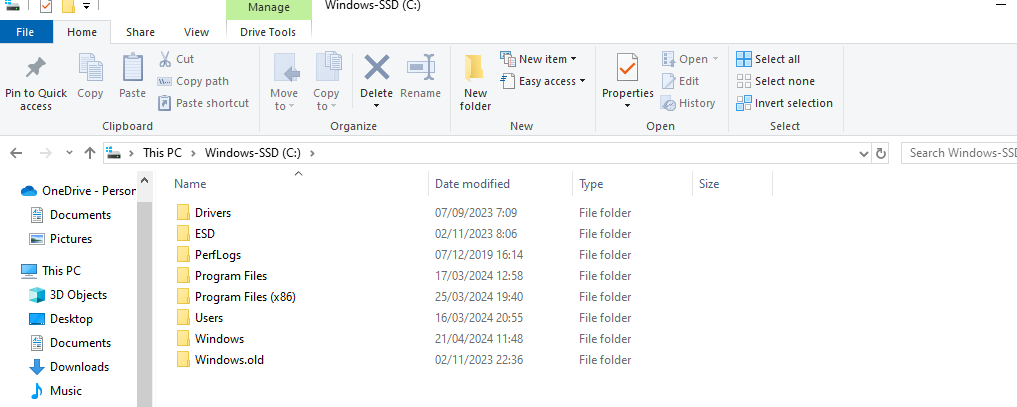 Manage
Windows-SSD (C:)
File
Home
Share
View
Drive Tools
Pin to Quick access
Copy
Paste
Cut
Copy path
Paste shortcut
Clipboard
Move to
Copy to
Delete
Rename
Organize
New folder
New item
Easy access
New
Properties
Open
Edit
History
Open
Select all
Select none
Invert selection
Select
This PC > Windows-SSD (C:) >
Search Windows-SSD
OneDrive - Person
Documents
Pictures
This PC
3D Objects
Desktop
Documents
Downloads
Music
Name Date modified Type Size
Drivers 07/09/2023 7:09 File folder
ESD 02/11/2023 8:06 File folder
PerfLogs 07/12/2019 16:14 File folder
Program Files 17/03/2024 12:58 File folder
Program Files (x86) 25/03/2024 19:40 File folder
Users 16/03/2024 20:55 File folder
Windows 21/04/2024 11:48 File folder
Windows.old 02/11/2023 22:36 File folder